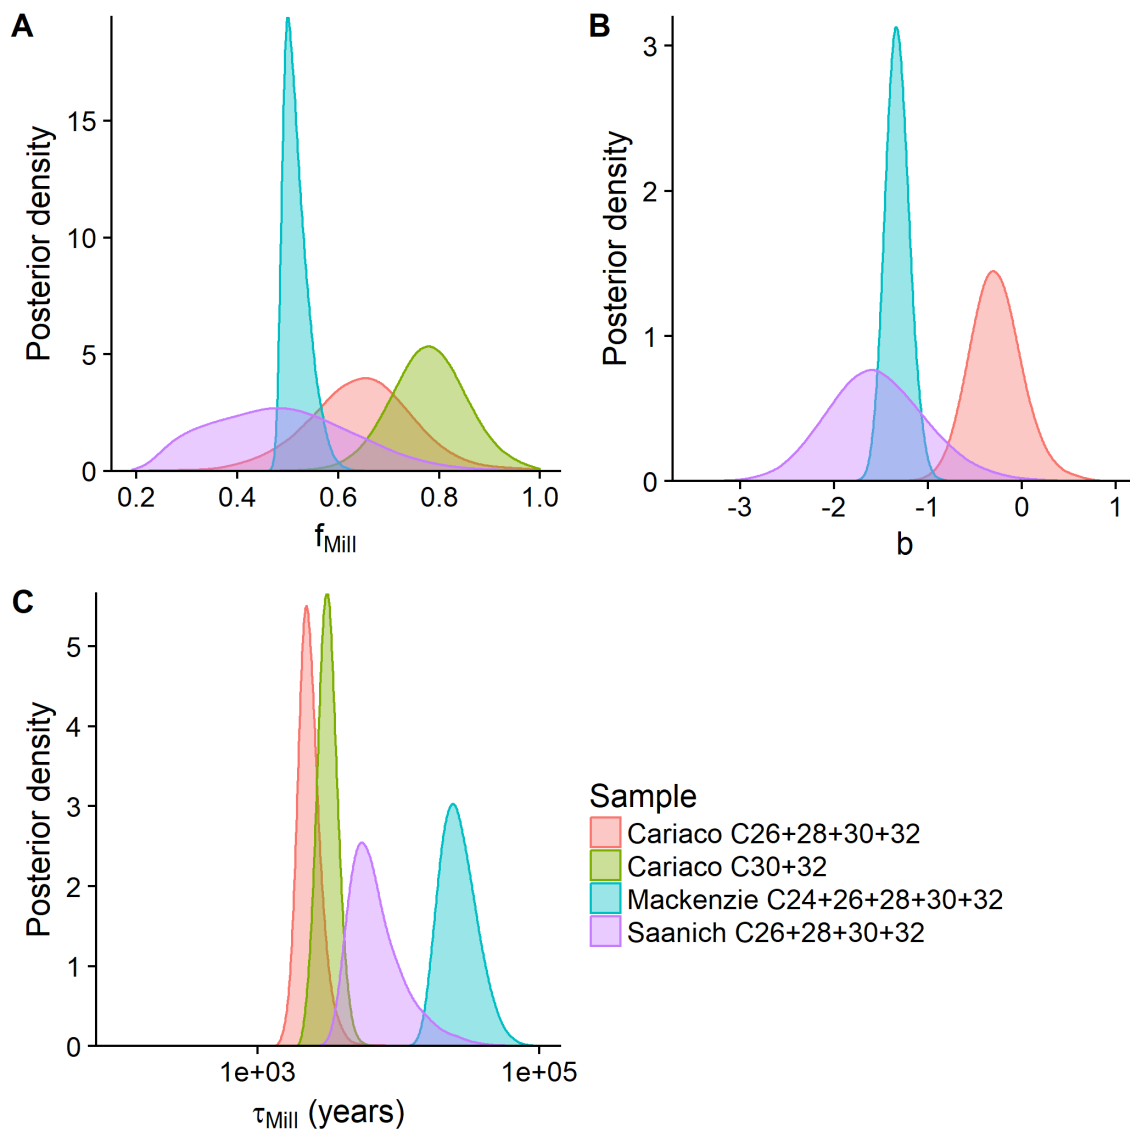 A
Posterior density
15
10
5
0
0.2 0.4 0.6 0.8 1.0
fMill
B
Posterior density
3
2
1
0
-3 -2 -1 0 1
b
C
Posterior density
5
4
3
2
1
0
1e+03 1e+05
τMill (years)
Sample
Cariaco C26+28+30+32
Cariaco C30+32
Mackenzie C24+26+28+30+32
Saanich C26+28+30+32